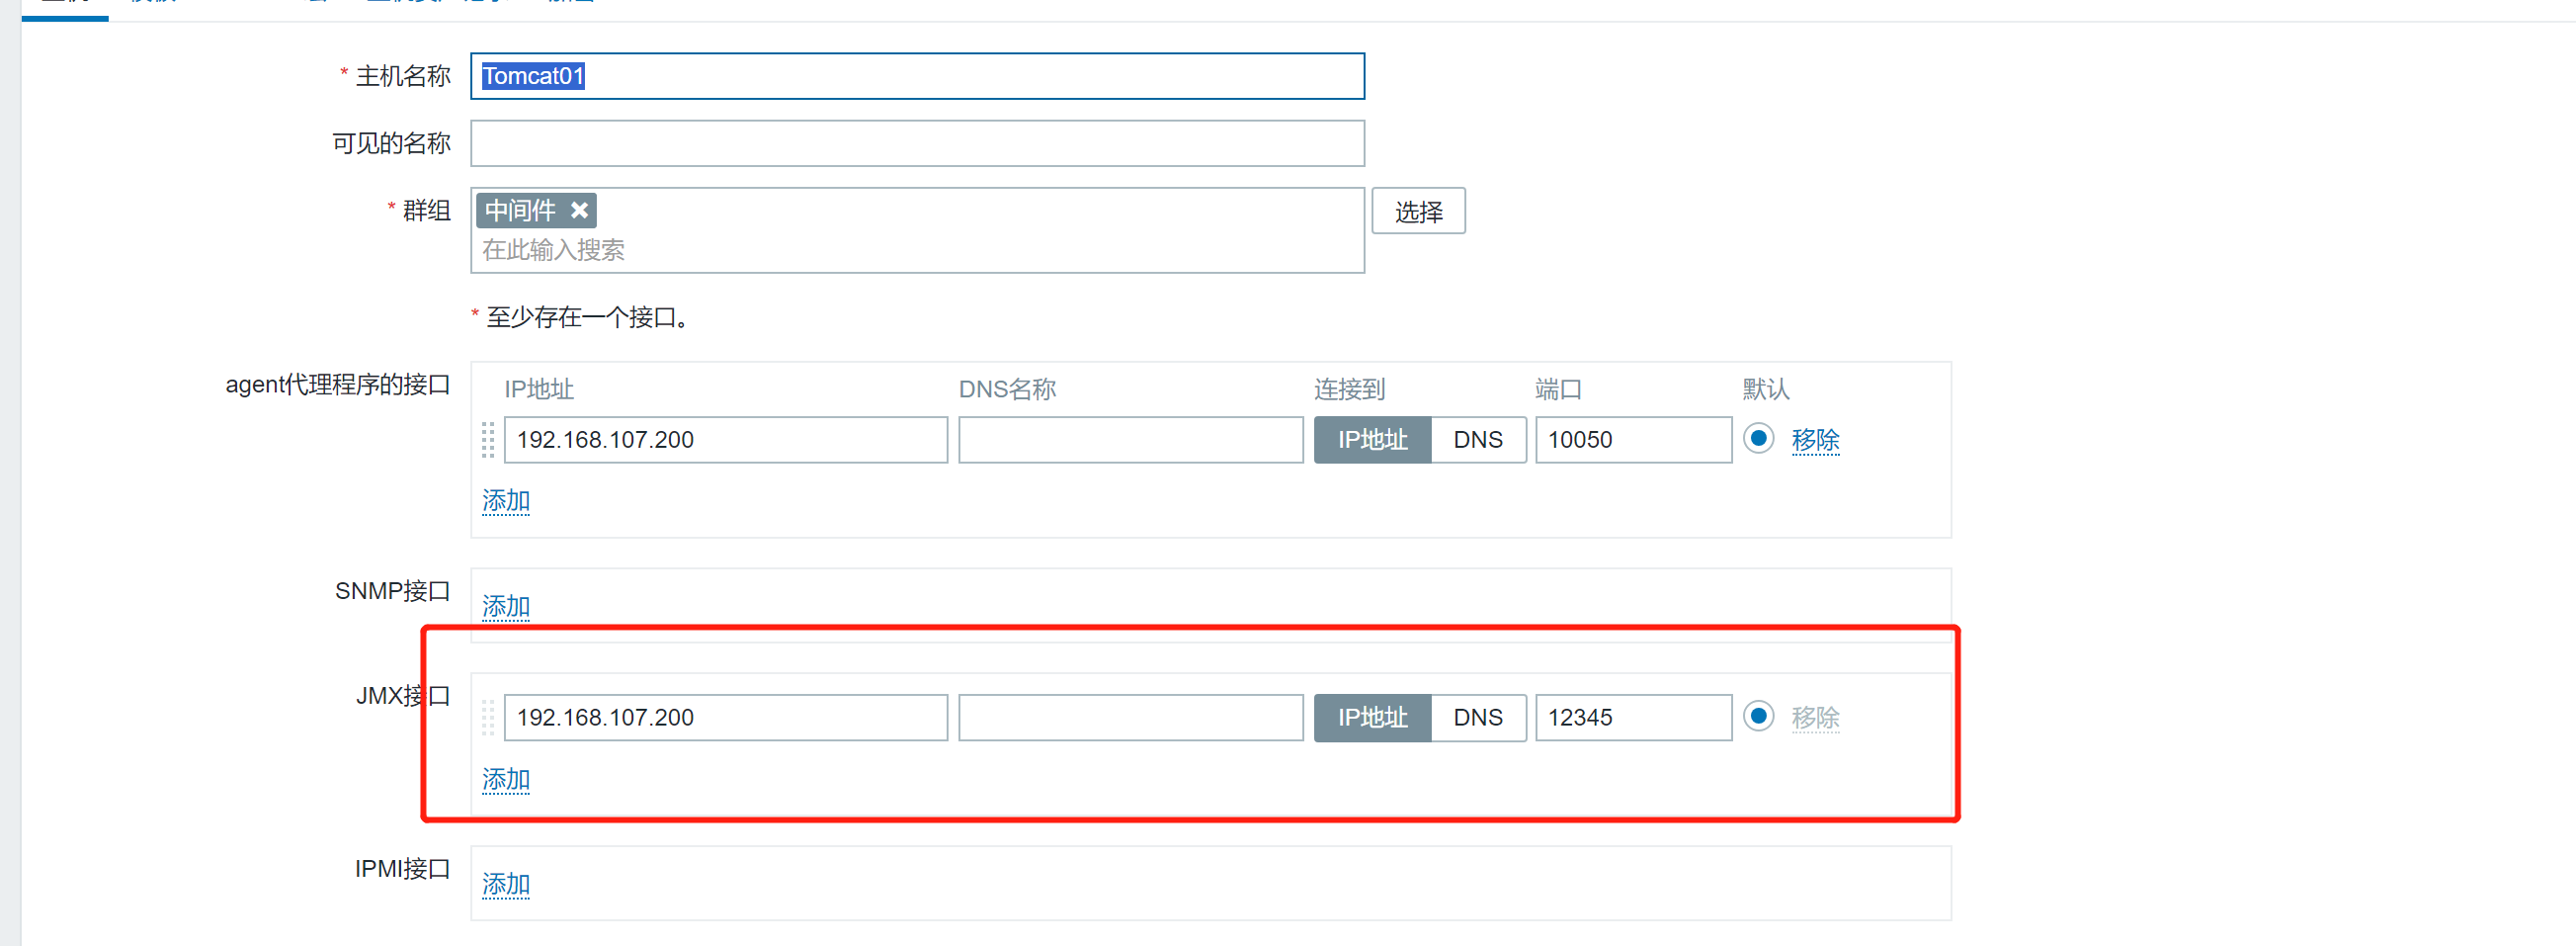 * 主机名称 Tomcat01
可见的名称
* 群组 中间件 选择
在此输入搜索
* 至少存在一个接口。
agent代理程序的接口 IP地址 DNS名称 连接到 端口 默认
192.168.107.200 IP地址 DNS 10050 移除
添加
SNMP接口 添加
JMX接口 192.168.107.200 IP地址 DNS 12345 移除
添加
IPMI接口 添加